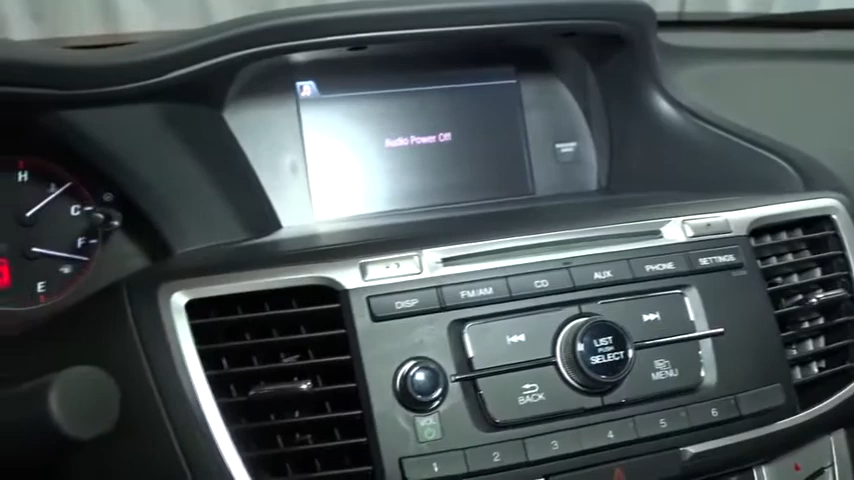 Audio Power Off
H
C
F
E
DISP
FM/AM
CD
AUX
PHONE
SETTINGS
LIST
PUSH
SELECT
BACK
MENU
VOL
1 2 3 4 5 6